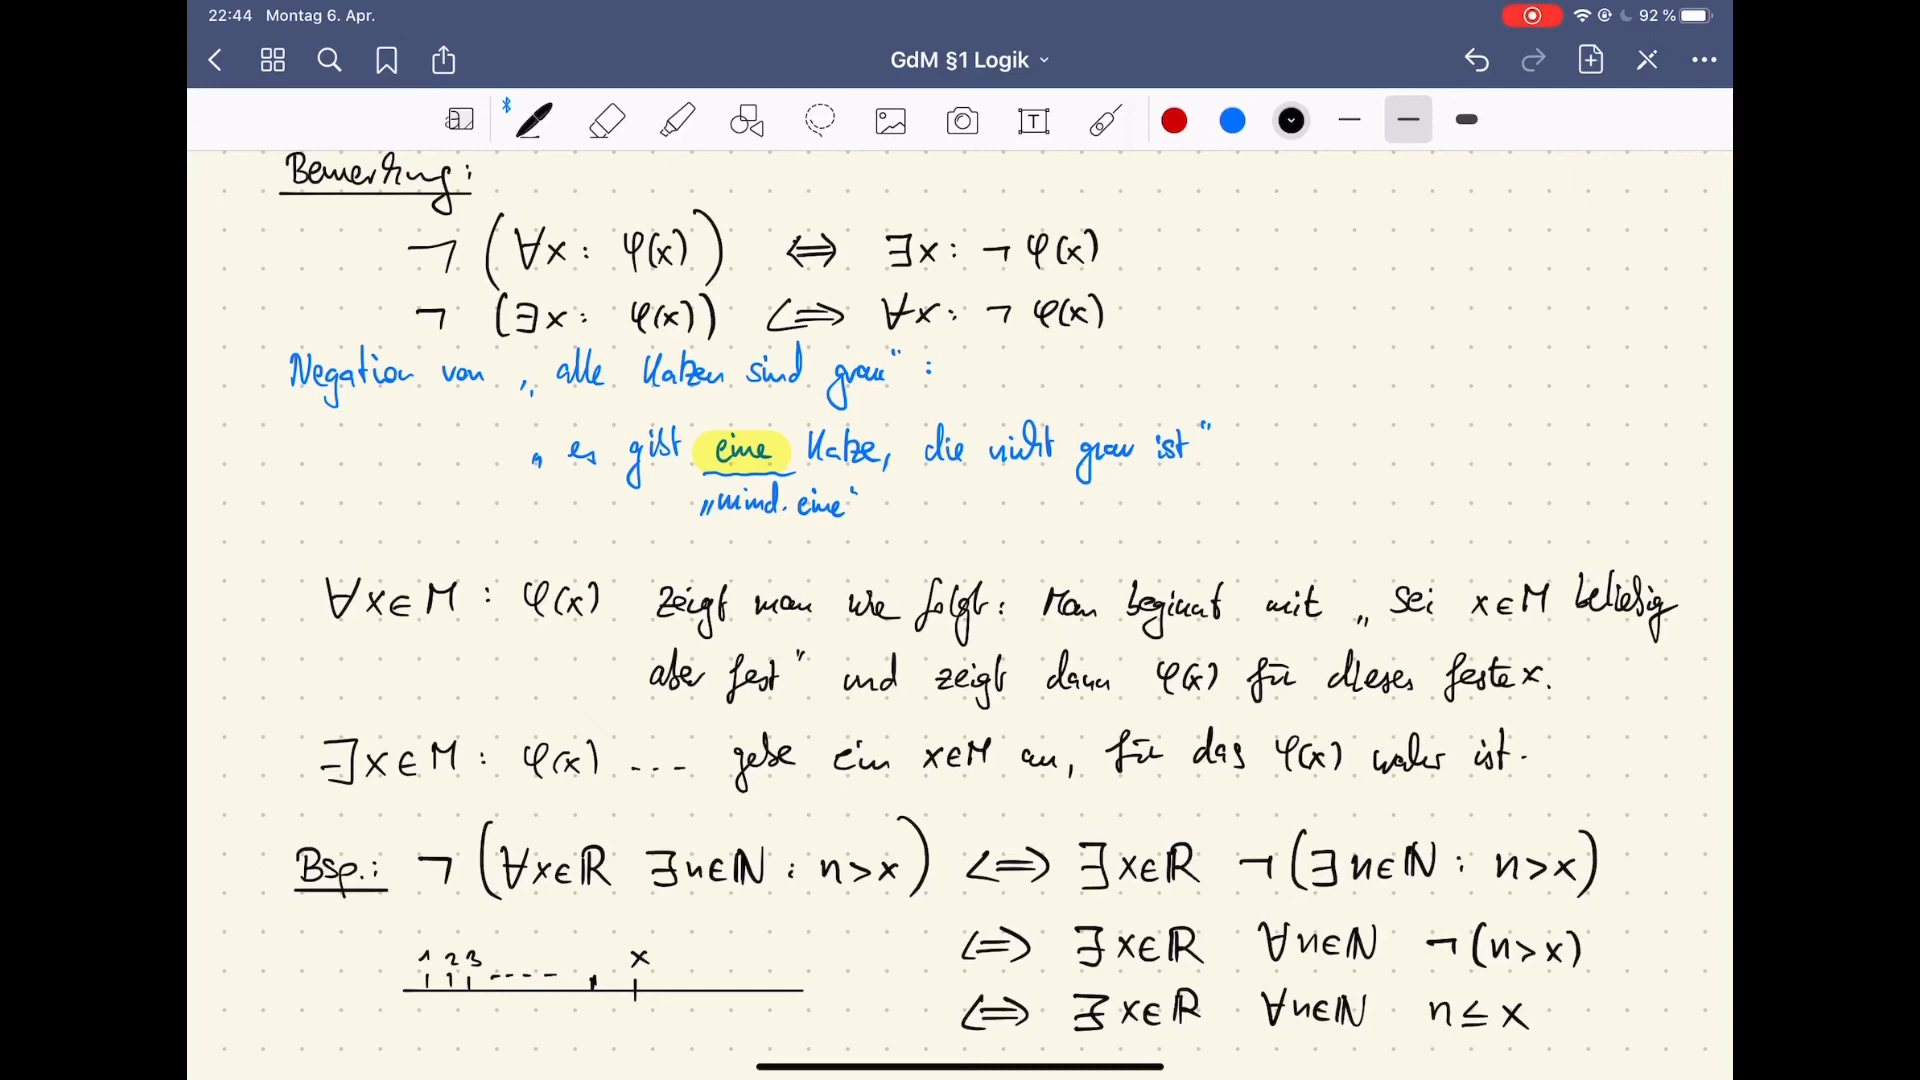 22:44 Montag 6. Apr. 92 %
GdM §1 Logik
Bemerkung:
¬ (∀x: φ(x)) ⇔ ∃x: ¬ φ(x)
¬ (∃x: φ(x)) ⇔ ∀x: ¬ φ(x)
Negation von „alle Katzen sind grau“ :
„es gibt eine Katze, die nicht grau ist“
„mind. eine“
∀x∈M : φ(x) zeigt man wie folgt: Man beginnt mit „Sei x∈M beliebig
aber fest“ und zeigt dann φ(x) für dieses feste x.
∃x∈M : φ(x) ... gebe ein x∈M an, für das φ(x) wahr ist.
Bsp.: ¬ (∀x∈ℝ ∃n∈ℕ : n>x) ⇔ ∃x∈ℝ ¬(∃n∈ℕ : n>x)
⇔ ∃x∈ℝ ∀n∈ℕ ¬(n>x)
1 2 3 ---- x
⇔ ∃x∈ℝ ∀n∈ℕ n≤x